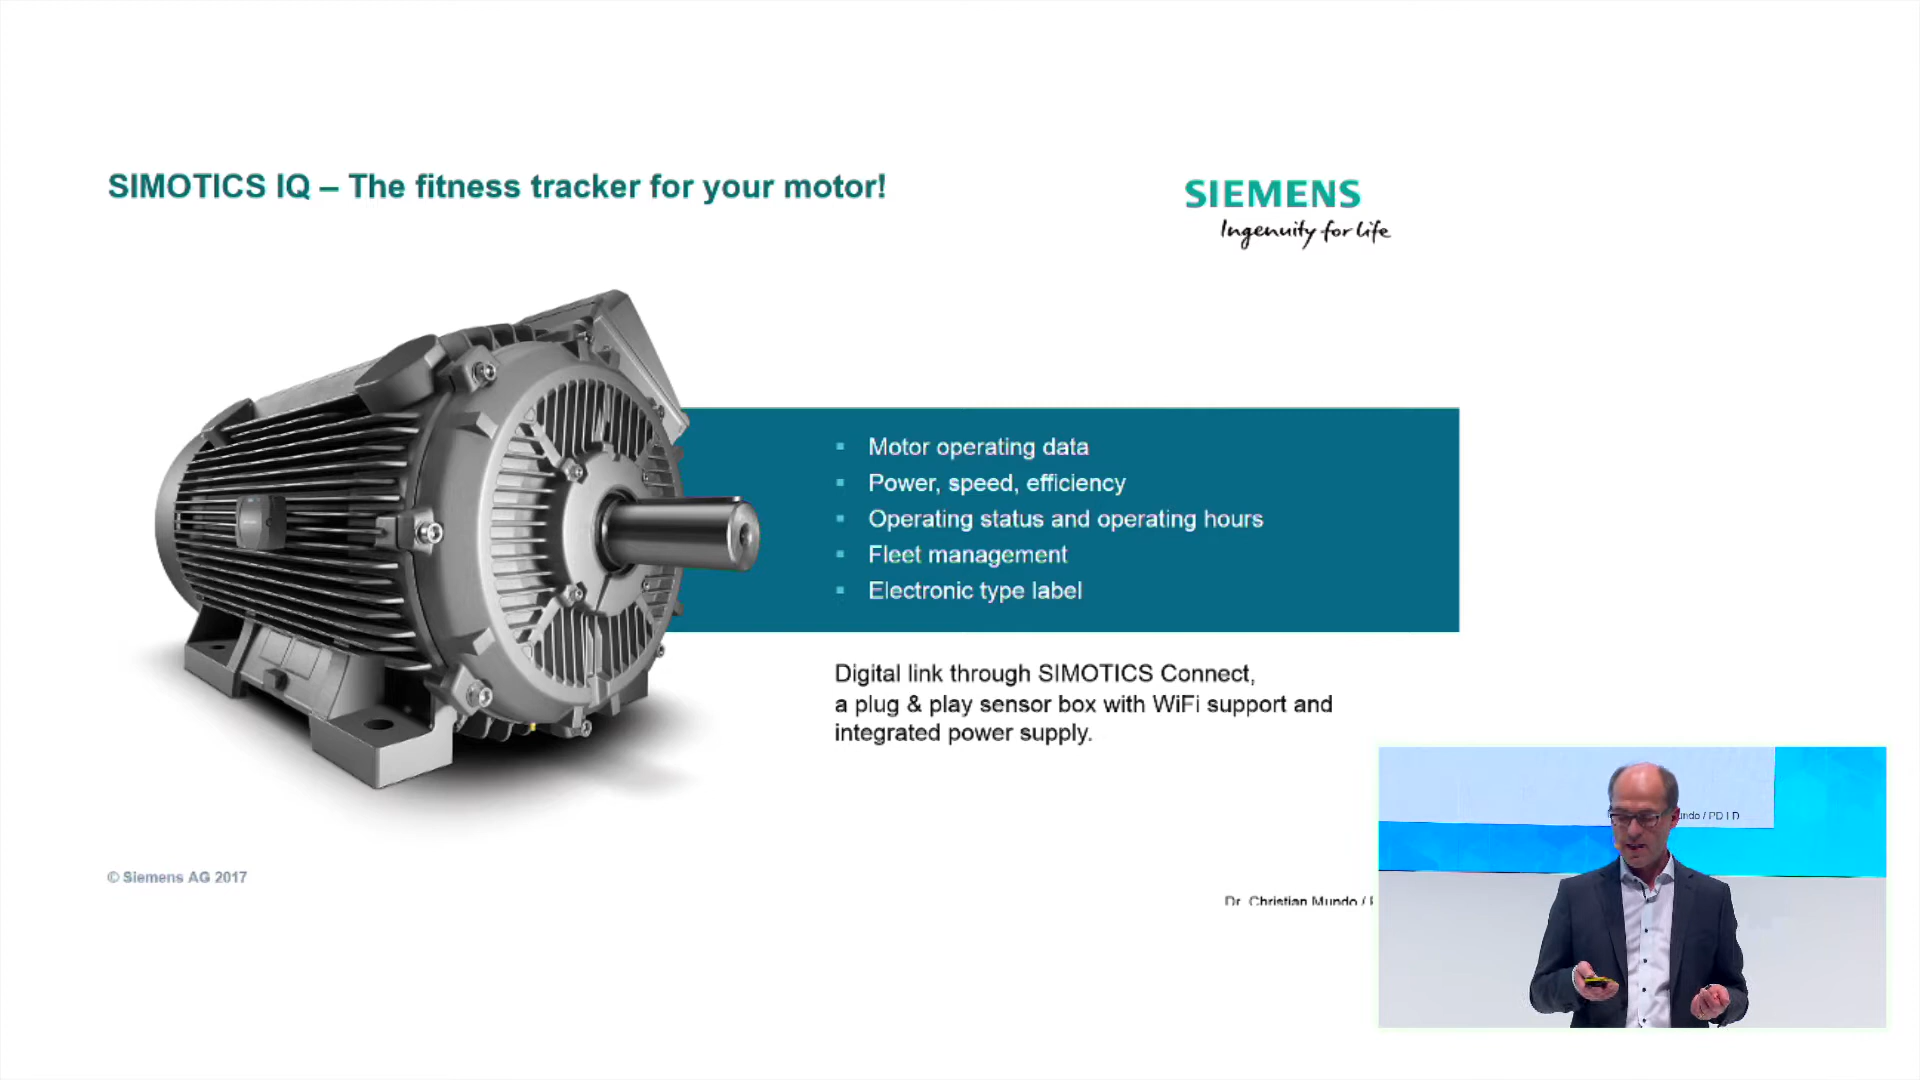 SIMOTICS IQ – The fitness tracker for your motor!
SIEMENS
Ingenuity for life
▪ Motor operating data
▪ Power, speed, efficiency
▪ Operating status and operating hours
▪ Fleet management
▪ Electronic type label
Digital link through SIMOTICS Connect,
a plug & play sensor box with WiFi support and
integrated power supply.
© Siemens AG 2017
Dr. Christian Mundo /
undo / PD I D